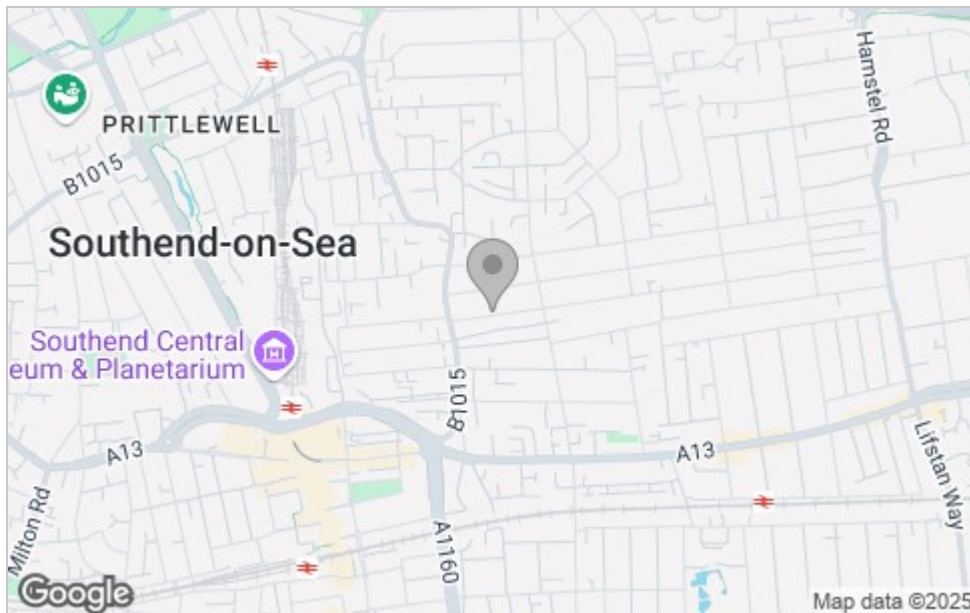 Hamstel Rd
PRITTLEWELL
B1015
Southend-on-Sea
Southend Central
eum & Planetarium
B1015
A13
A13
Lifstan Way
Milton Rd
A1160
Google
Map data ©2025